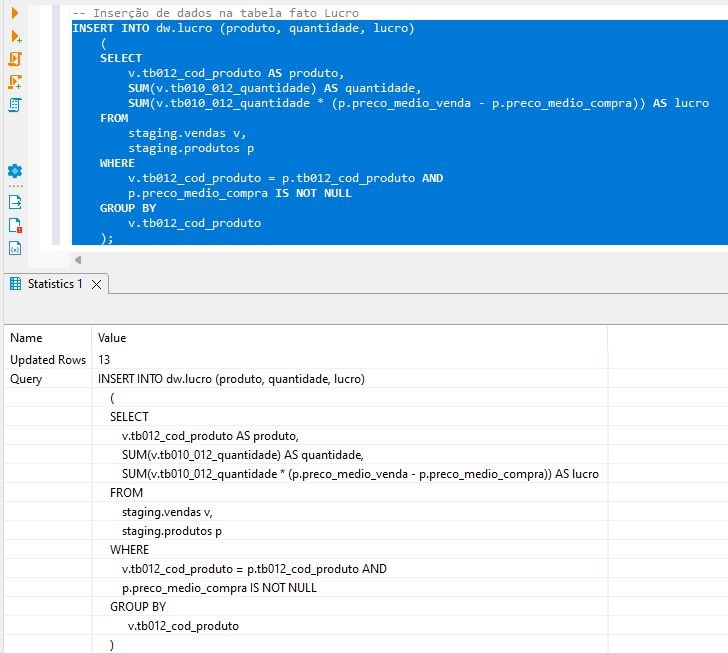 -- Inserção de dados na tabela fato Lucro
INSERT INTO dw.lucro (produto, quantidade, lucro)
(
SELECT
v.tb012_cod_produto AS produto,
SUM(v.tb010_012_quantidade) AS quantidade,
SUM(v.tb010_012_quantidade * (p.preco_medio_venda - p.preco_medio_compra)) AS lucro
FROM
staging.vendas v,
staging.produtos p
WHERE
v.tb012_cod_produto = p.tb012_cod_produto AND
p.preco_medio_compra IS NOT NULL
GROUP BY
v.tb012_cod_produto
);
Statistics 1
Name Value
Updated Rows 13
Query INSERT INTO dw.lucro (produto, quantidade, lucro)
(
SELECT
v.tb012_cod_produto AS produto,
SUM(v.tb010_012_quantidade) AS quantidade,
SUM(v.tb010_012_quantidade * (p.preco_medio_venda - p.preco_medio_compra)) AS lucro
FROM
staging.vendas v,
staging.produtos p
WHERE
v.tb012_cod_produto = p.tb012_cod_produto AND
p.preco_medio_compra IS NOT NULL
GROUP BY
v.tb012_cod_produto
)